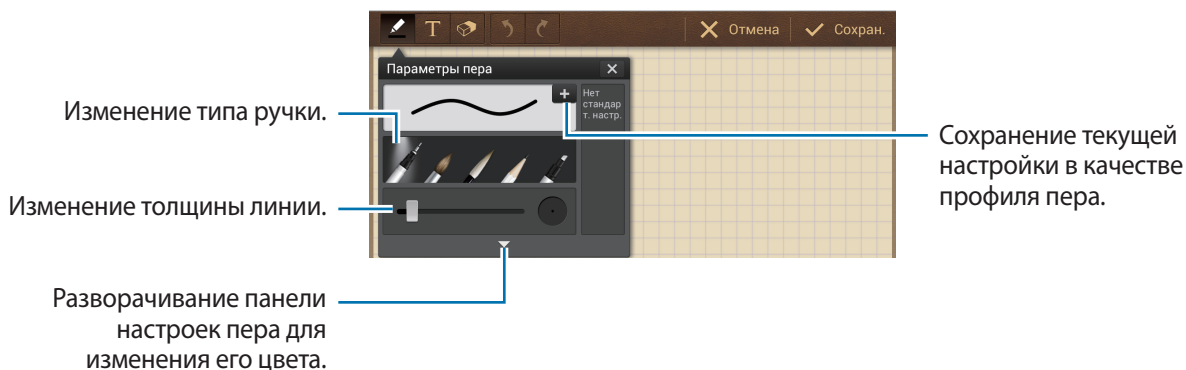 T
Отмена
Сохран.
Параметры пера
Нет
стандар
т. настр.
Изменение типа ручки.
Сохранение текущей
настройки в качестве
профиля пера.
Изменение толщины линии.
Разворачивание панели
настроек пера для
изменения его цвета.